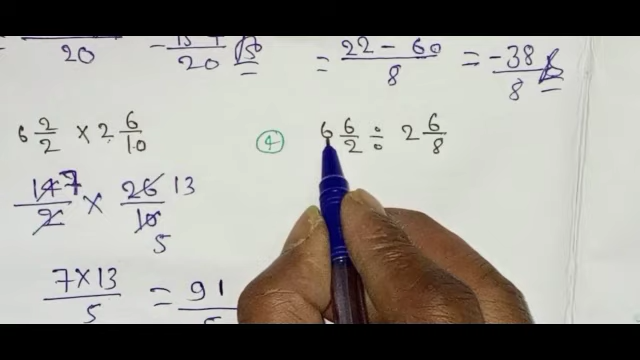 20
20
= 22 - 60 / 8 = -38 / 8
6 2/2 × 2 6/10
④ 6 6/2 ÷ 2 6/8
14 7 / 2 × 26 13 / 10 5
7×13 / 5 = 91